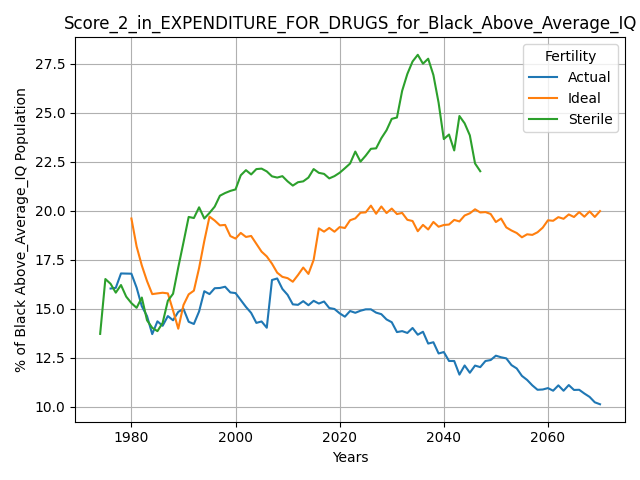 Score_2_in_EXPENDITURE_FOR_DRUGS_for_Black_Above_Average_IQ
Fertility
Actual
Ideal
Sterile
% of Black Above_Average_IQ Population
27.5
25.0
22.5
20.0
17.5
15.0
12.5
10.0
1980 2000 2020 2040 2060
Years